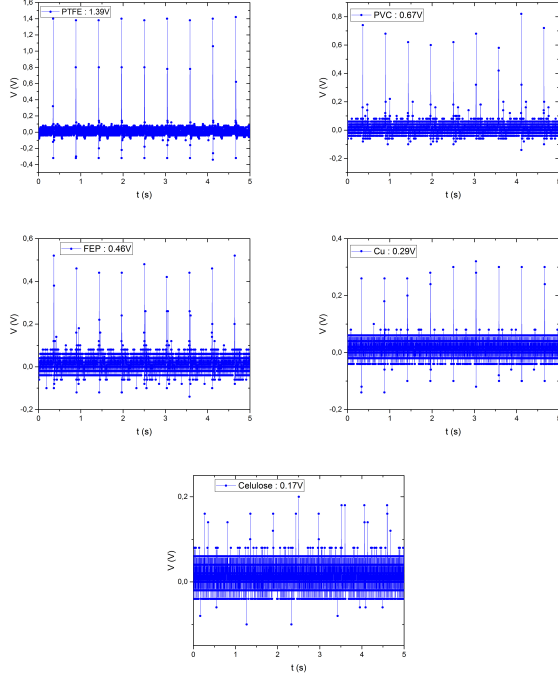 PTFE : 1.39V
1,6
1,4
1,2
1,0
0,8
0,6
0,4
0,2
0,0
-0,2
-0,4
V (V)
0 1 2 3 4 5
t (s)
PVC : 0.67V
0,8
0,6
0,4
0,2
0,0
-0,2
V (V)
0 1 2 3 4 5
t (s)
FEP : 0.46V
0,6
0,4
0,2
0,0
-0,2
V (V)
0 1 2 3 4 5
t (s)
Cu : 0.29V
0,4
0,2
0,0
-0,2
V (V)
0 1 2 3 4 5
t (s)
Celulose : 0.17V
0,2
0,0
V (V)
0 1 2 3 4 5
t (s)